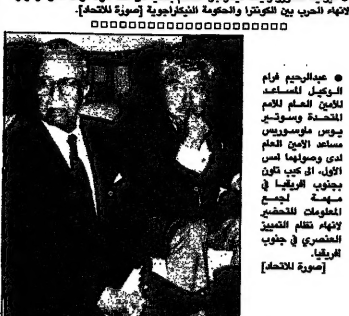 لانهاء الحرب بين الكونترا والحكومة النيكاراجوية [صورة للاتحاد].
● عبدالرحيم فرام
الوكيل المساعد
للأمين العام للأمم
المتحدة وسوتير
يوس ماوسوريس
مساعد الأمين العام
لدى وصولهما امس
الأول، الى كيب تاون
بجنوب افريقيا في
مهمة لجمع
المعلومات للتحضير
لانهاء نظام التمييز
العنصري في جنوب
افريقيا.
[صورة للاتحاد]